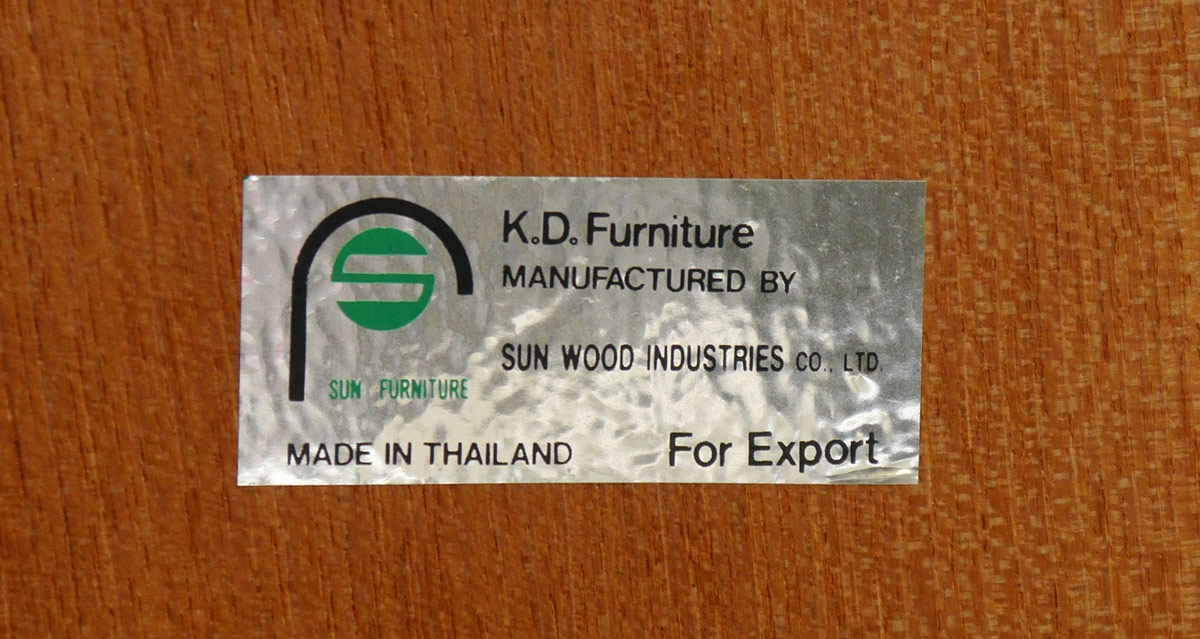 K.D. Furniture
MANUFACTURED BY
SUN WOOD INDUSTRIES CO., LTD.
S
SUN FURNITURE
MADE IN THAILAND
For Export